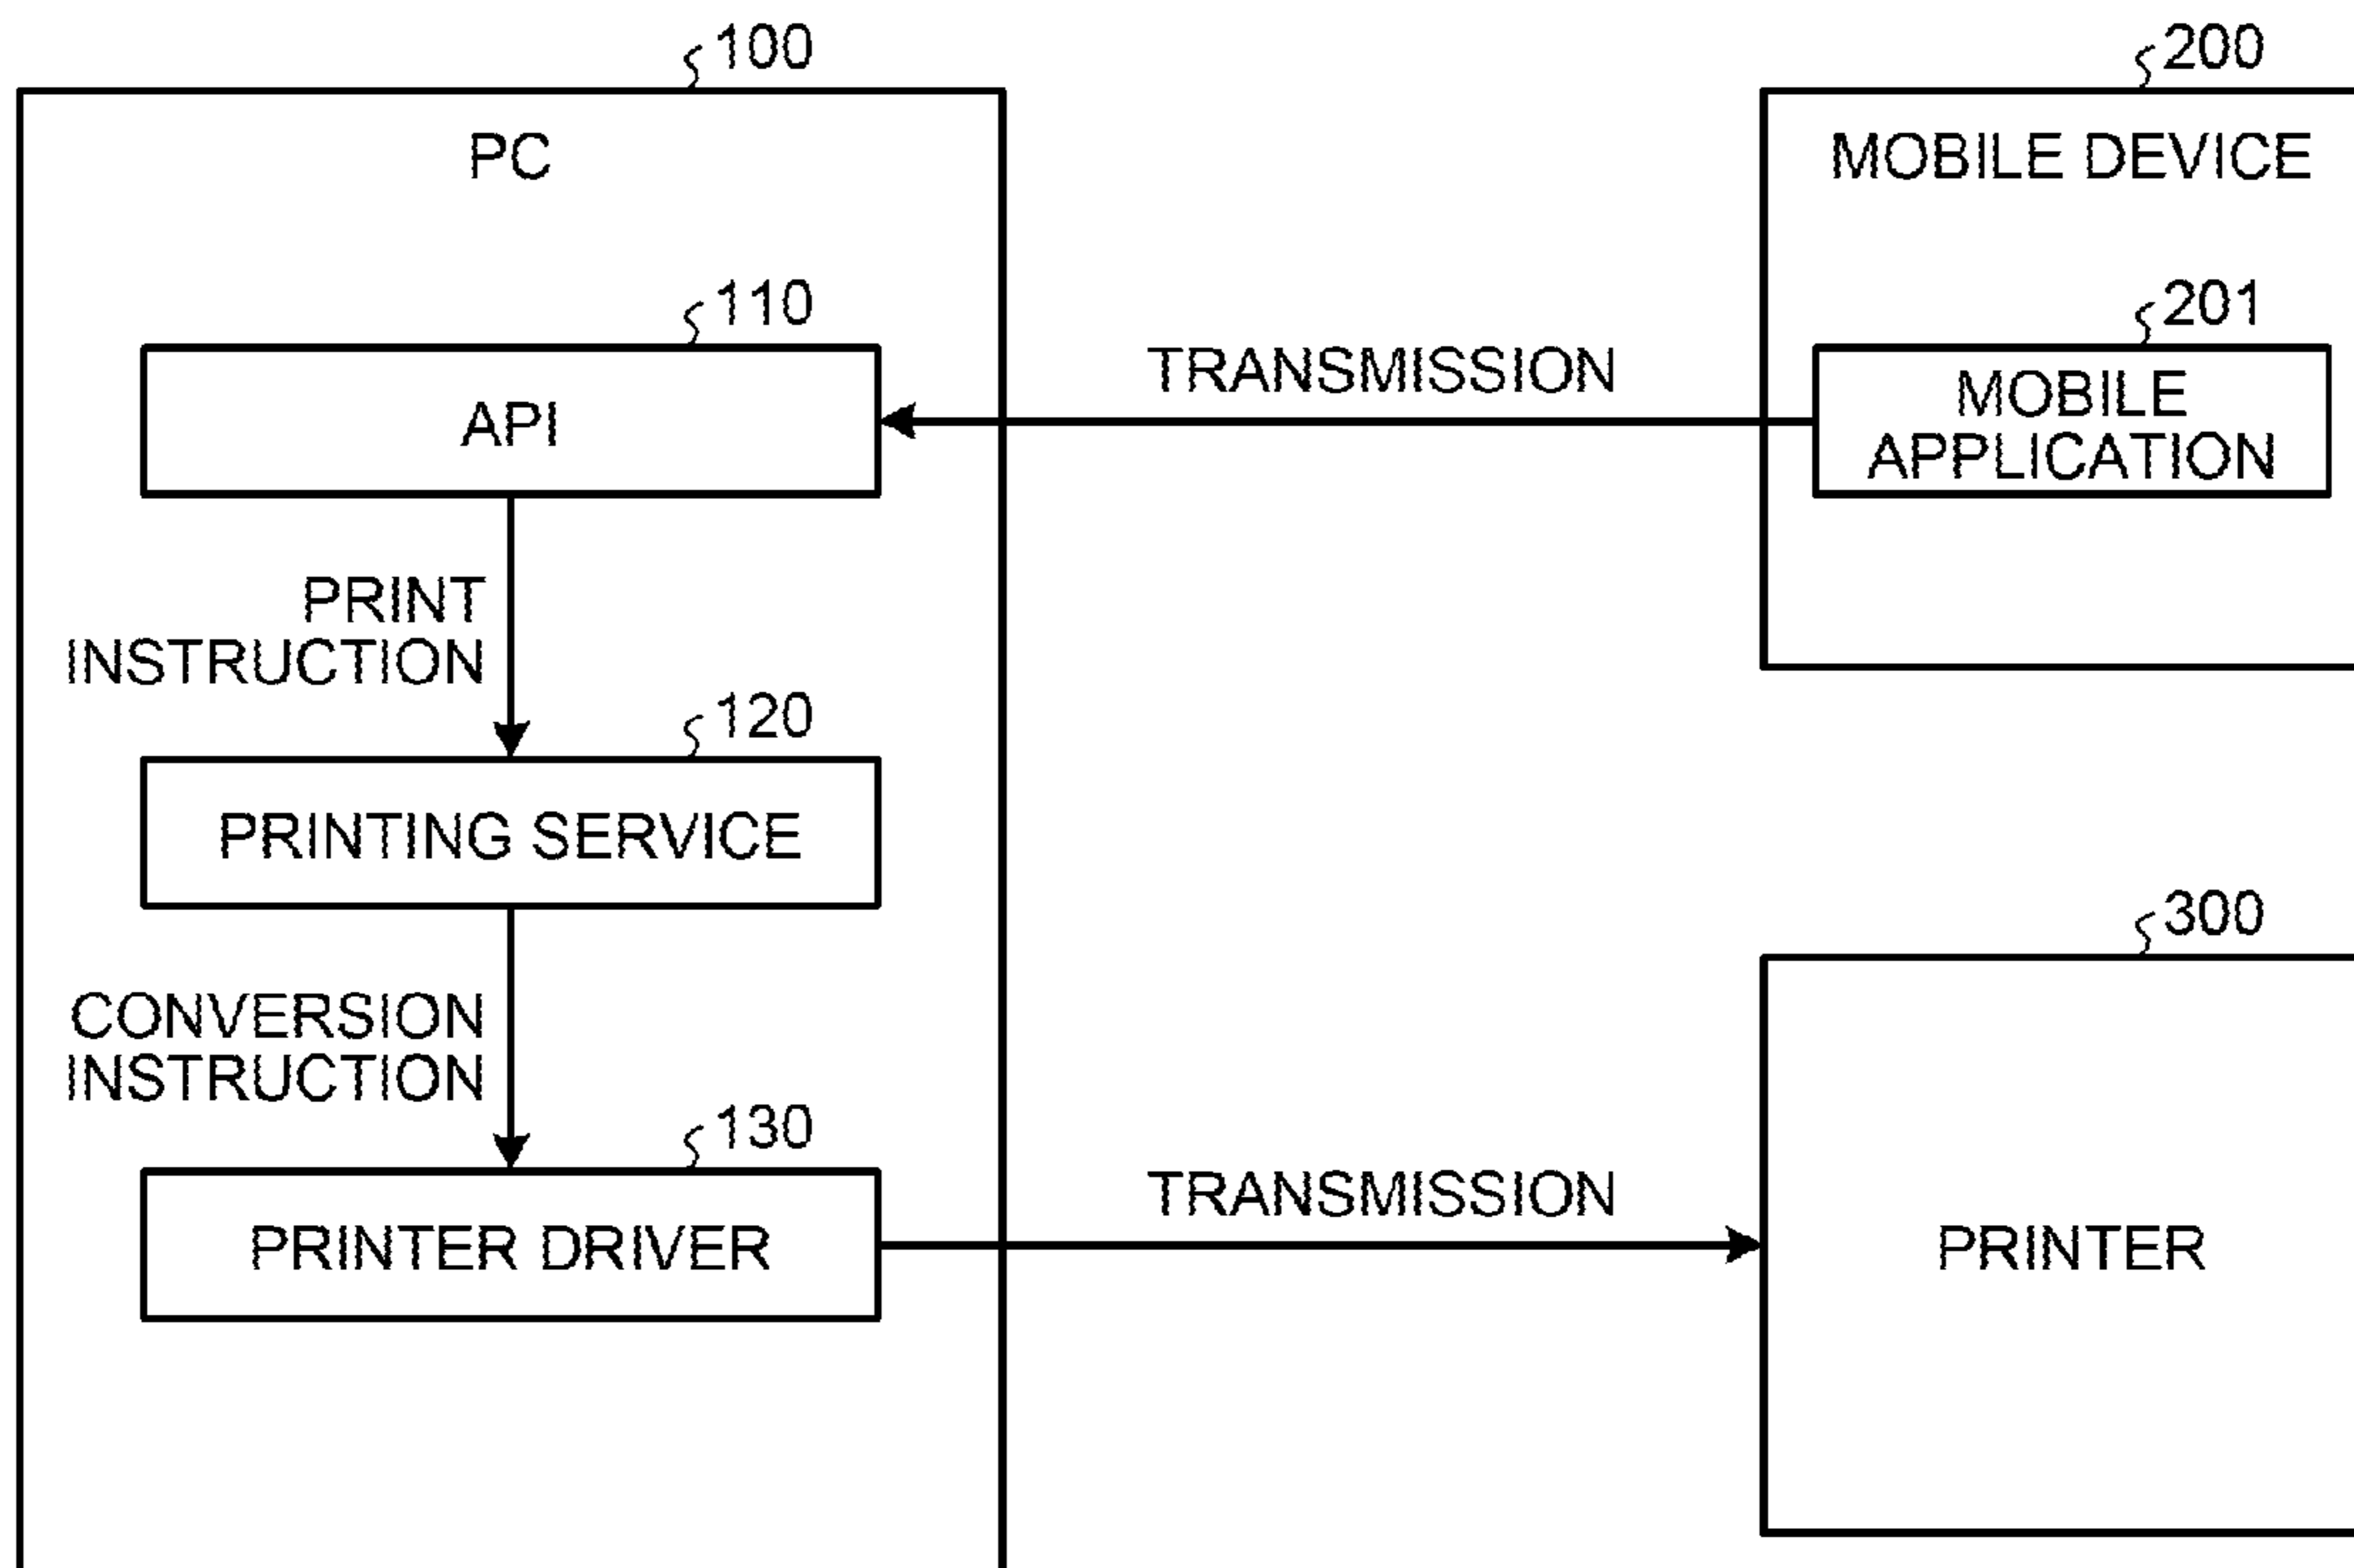 100
PC
110
API
PRINT
INSTRUCTION
120
PRINTING SERVICE
CONVERSION
INSTRUCTION
130
PRINTER DRIVER
TRANSMISSION
TRANSMISSION
200
MOBILE DEVICE
201
MOBILE
APPLICATION
300
PRINTER